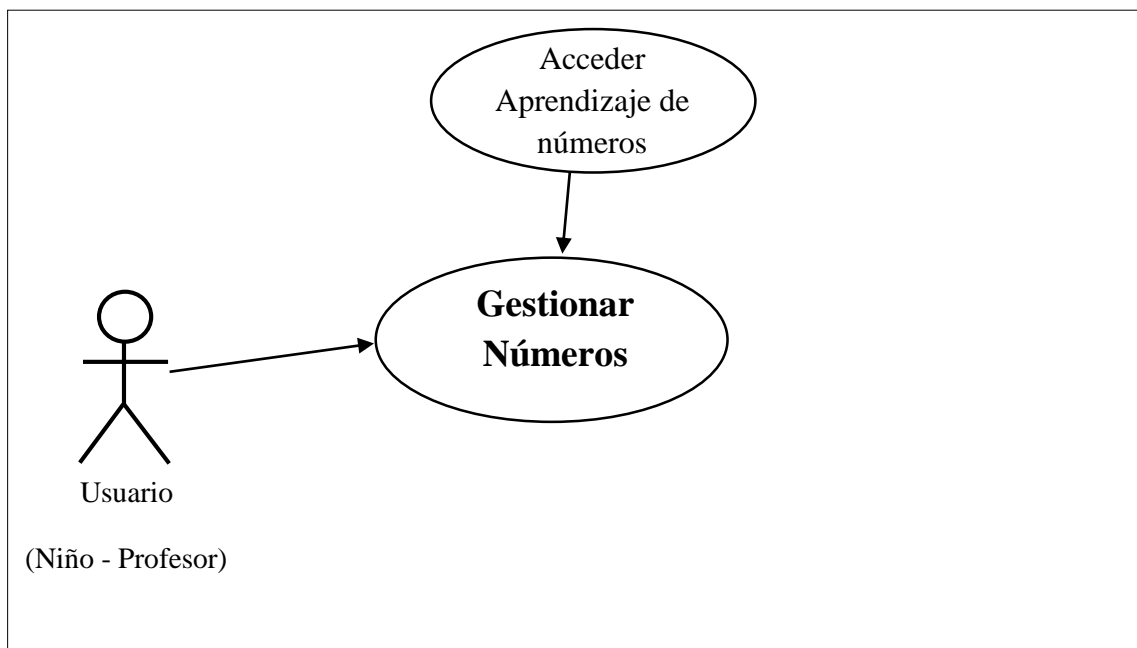 Acceder
Aprendizaje de
números
Gestionar
Números
Usuario
(Niño - Profesor)